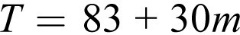 T = 83 + 30m